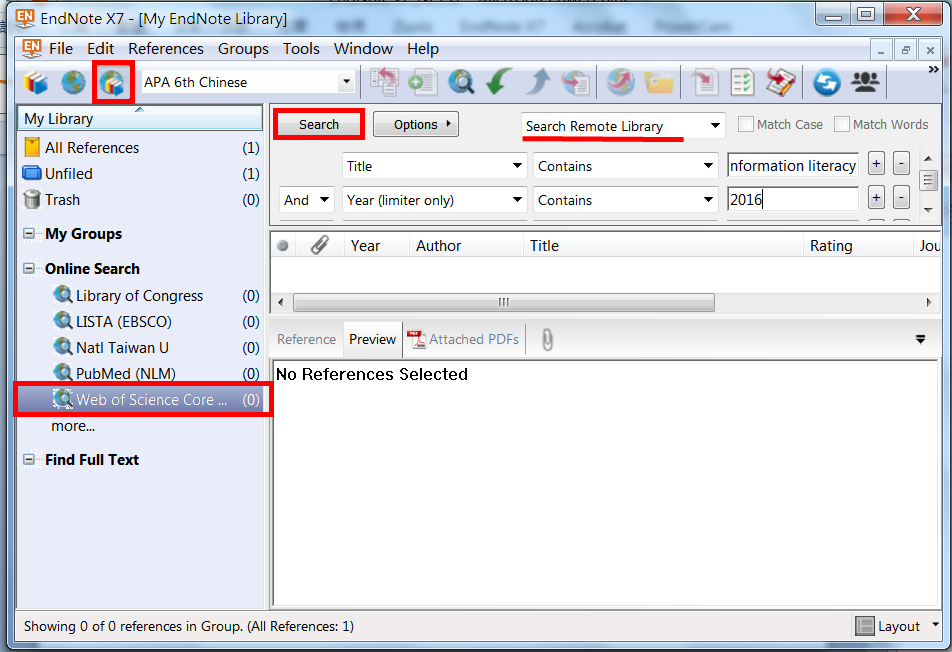 EndNote X7 - [My EndNote Library]
File Edit References Groups Tools Window Help
APA 6th Chinese
My Library
All References (1)
Unfiled (1)
Trash (0)
My Groups
Online Search
Library of Congress (0)
LISTA (EBSCO) (0)
Natl Taiwan U (0)
PubMed (NLM) (0)
Web of Science Core ... (0)
more...
Find Full Text
Search Options Search Remote Library Match Case Match Words
Title Contains nformation literacy + -
And Year (limiter only) Contains 2016 + -
Year Author Title Rating Jou
Reference Preview Attached PDFs
No References Selected
Showing 0 of 0 references in Group. (All References: 1) Layout